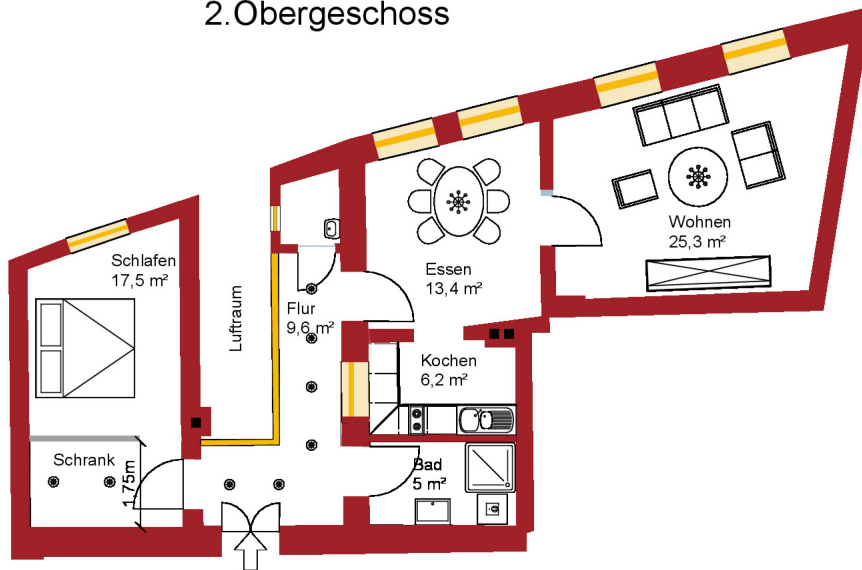 2.Obergeschoss
Wohnen
25,3 m²
Schlafen
17,5 m²
Essen
13,4 m²
Luftraum
Flur
9,6 m²
Kochen
6,2 m²
Schrank
1.75m
Bad
5 m²